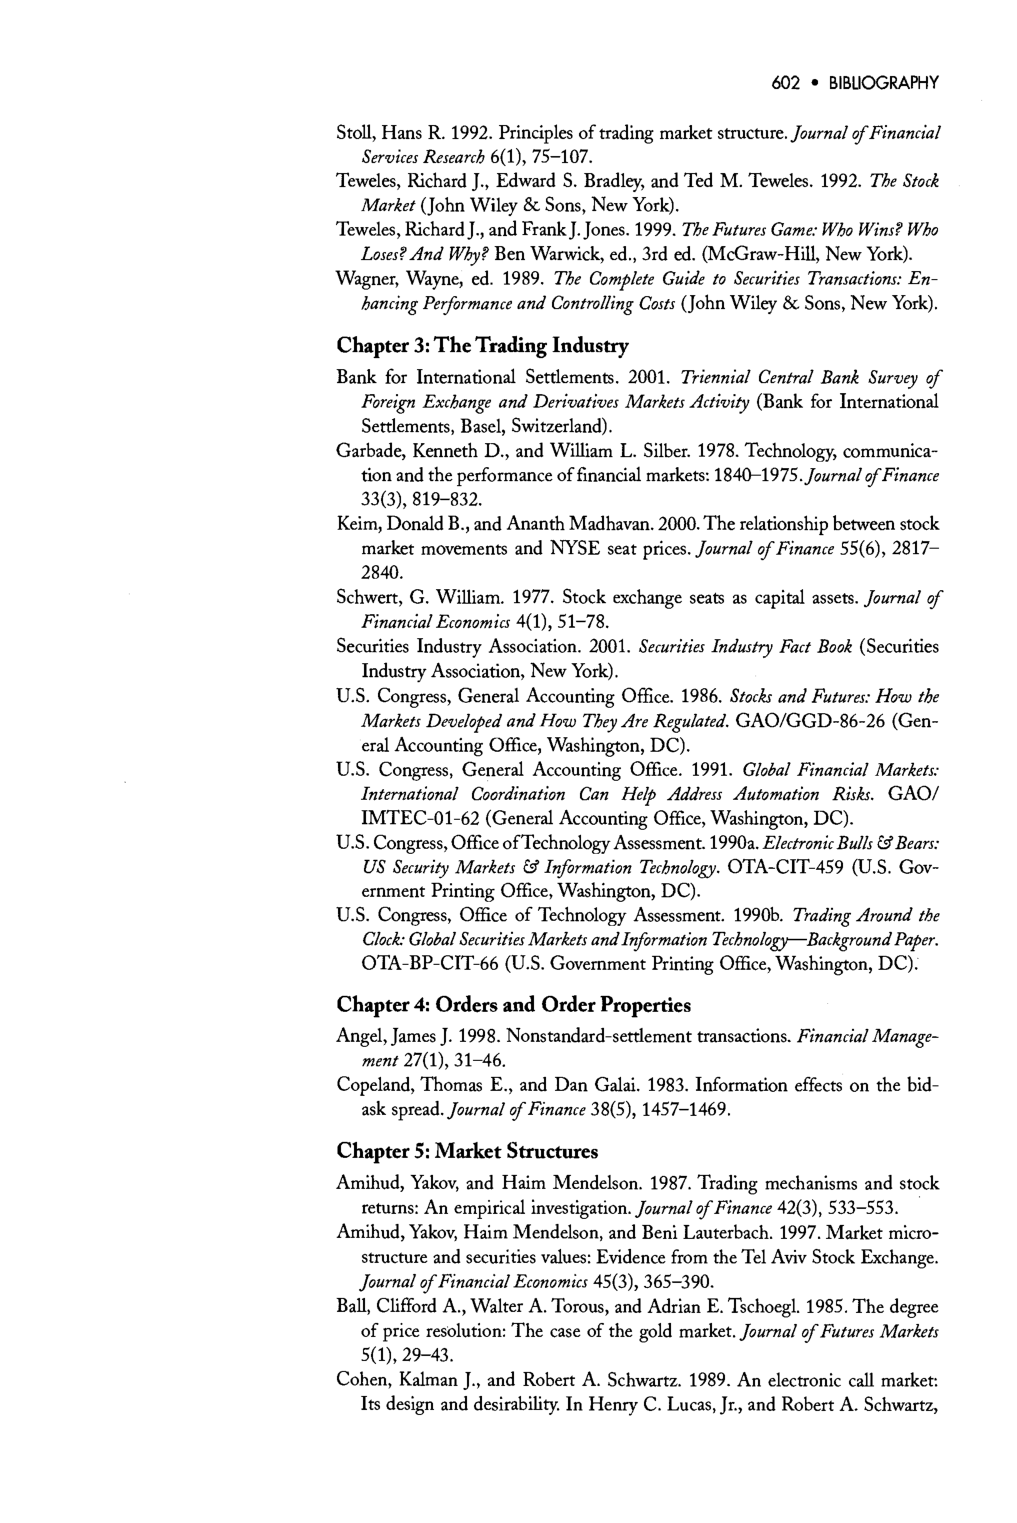 602 • BIBLIOGRAPHY
Stoll, Hans R. 1992. Principles of trading market structure. Journal of Financial
Services Research 6(1), 75–107.
Teweles, Richard J., Edward S. Bradley, and Ted M. Teweles. 1992. The Stock
Market (John Wiley & Sons, New York).
Teweles, Richard J., and Frank J. Jones. 1999. The Futures Game: Who Wins? Who
Loses? And Why? Ben Warwick, ed., 3rd ed. (McGraw-Hill, New York).
Wagner, Wayne, ed. 1989. The Complete Guide to Securities Transactions: En-
hancing Performance and Controlling Costs (John Wiley & Sons, New York).
Chapter 3: The Trading Industry
Bank for International Settlements. 2001. Triennial Central Bank Survey of
Foreign Exchange and Derivatives Markets Activity (Bank for International
Settlements, Basel, Switzerland).
Garbade, Kenneth D., and William L. Silber. 1978. Technology, communica-
tion and the performance of financial markets: 1840–1975. Journal of Finance
33(3), 819–832.
Keim, Donald B., and Ananth Madhavan. 2000. The relationship between stock
market movements and NYSE seat prices. Journal of Finance 55(6), 2817–
2840.
Schwert, G. William. 1977. Stock exchange seats as capital assets. Journal of
Financial Economics 4(1), 51–78.
Securities Industry Association. 2001. Securities Industry Fact Book (Securities
Industry Association, New York).
U.S. Congress, General Accounting Office. 1986. Stocks and Futures: How the
Markets Developed and How They Are Regulated. GAO/GGD-86-26 (Gen-
eral Accounting Office, Washington, DC).
U.S. Congress, General Accounting Office. 1991. Global Financial Markets:
International Coordination Can Help Address Automation Risks. GAO/
IMTEC-01-62 (General Accounting Office, Washington, DC).
U.S. Congress, Office of Technology Assessment. 1990a. Electronic Bulls & Bears:
US Security Markets & Information Technology. OTA-CIT-459 (U.S. Gov-
ernment Printing Office, Washington, DC).
U.S. Congress, Office of Technology Assessment. 1990b. Trading Around the
Clock: Global Securities Markets and Information Technology—Background Paper.
OTA-BP-CIT-66 (U.S. Government Printing Office, Washington, DC).
Chapter 4: Orders and Order Properties
Angel, James J. 1998. Nonstandard-settlement transactions. Financial Manage-
ment 27(1), 31–46.
Copeland, Thomas E., and Dan Galai. 1983. Information effects on the bid-
ask spread. Journal of Finance 38(5), 1457–1469.
Chapter 5: Market Structures
Amihud, Yakov, and Haim Mendelson. 1987. Trading mechanisms and stock
returns: An empirical investigation. Journal of Finance 42(3), 533–553.
Amihud, Yakov, Haim Mendelson, and Beni Lauterbach. 1997. Market micro-
structure and securities values: Evidence from the Tel Aviv Stock Exchange.
Journal of Financial Economics 45(3), 365–390.
Ball, Clifford A., Walter A. Torous, and Adrian E. Tschoegl. 1985. The degree
of price resolution: The case of the gold market. Journal of Futures Markets
5(1), 29–43.
Cohen, Kalman J., and Robert A. Schwartz. 1989. An electronic call market:
Its design and desirability. In Henry C. Lucas, Jr., and Robert A. Schwartz,